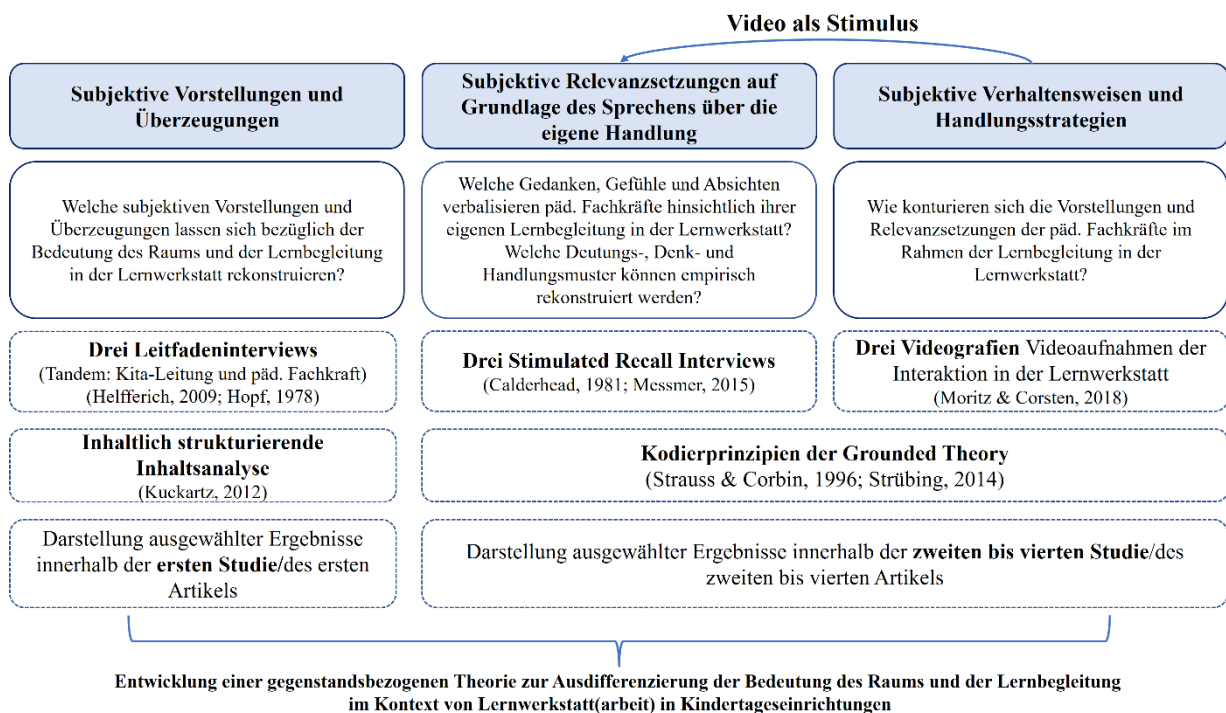 Video als Stimulus
Subjektive Vorstellungen und
Überzeugungen
Subjektive Relevanzsetzungen auf
Grundlage des Sprechens über die
eigene Handlung
Subjektive Verhaltensweisen und
Handlungsstrategien
Welche subjektiven Vorstellungen und
Überzeugungen lassen sich bezüglich der
Bedeutung des Raums und der Lernbegleitung
in der Lernwerkstatt rekonstruieren?
Welche Gedanken, Gefühle und Absichten
verbalisieren päd. Fachkräfte hinsichtlich ihrer
eigenen Lernbegleitung in der Lernwerkstatt?
Welche Deutungs-, Denk- und
Handlungsmuster können empirisch
rekonstruiert werden?
Wie konturieren sich die Vorstellungen und
Relevanzsetzungen der päd. Fachkräfte im
Rahmen der Lernbegleitung in der
Lernwerkstatt?
Drei Leitfadeninterviews
(Tandem: Kita-Leitung und päd. Fachkraft)
(Helfferich, 2009; Hopf, 1978)
Drei Stimulated Recall Interviews
(Calderhead, 1981; Messmer, 2015)
Drei Videografien Videoaufnahmen der
Interaktion in der Lernwerkstatt
(Moritz & Corsten, 2018)
Inhaltlich strukturierende
Inhaltsanalyse
(Kuckartz, 2012)
Kodierprinzipien der Grounded Theory
(Strauss & Corbin, 1996; Strübing, 2014)
Darstellung ausgewählter Ergebnisse
innerhalb der ersten Studie/des ersten
Artikels
Darstellung ausgewählter Ergebnisse innerhalb der zweiten bis vierten Studie/des
zweiten bis vierten Artikels
Entwicklung einer gegenstandsbezogenen Theorie zur Ausdifferenzierung der Bedeutung des Raums und der Lernbegleitung
im Kontext von Lernwerkstatt(arbeit) in Kindertageseinrichtungen